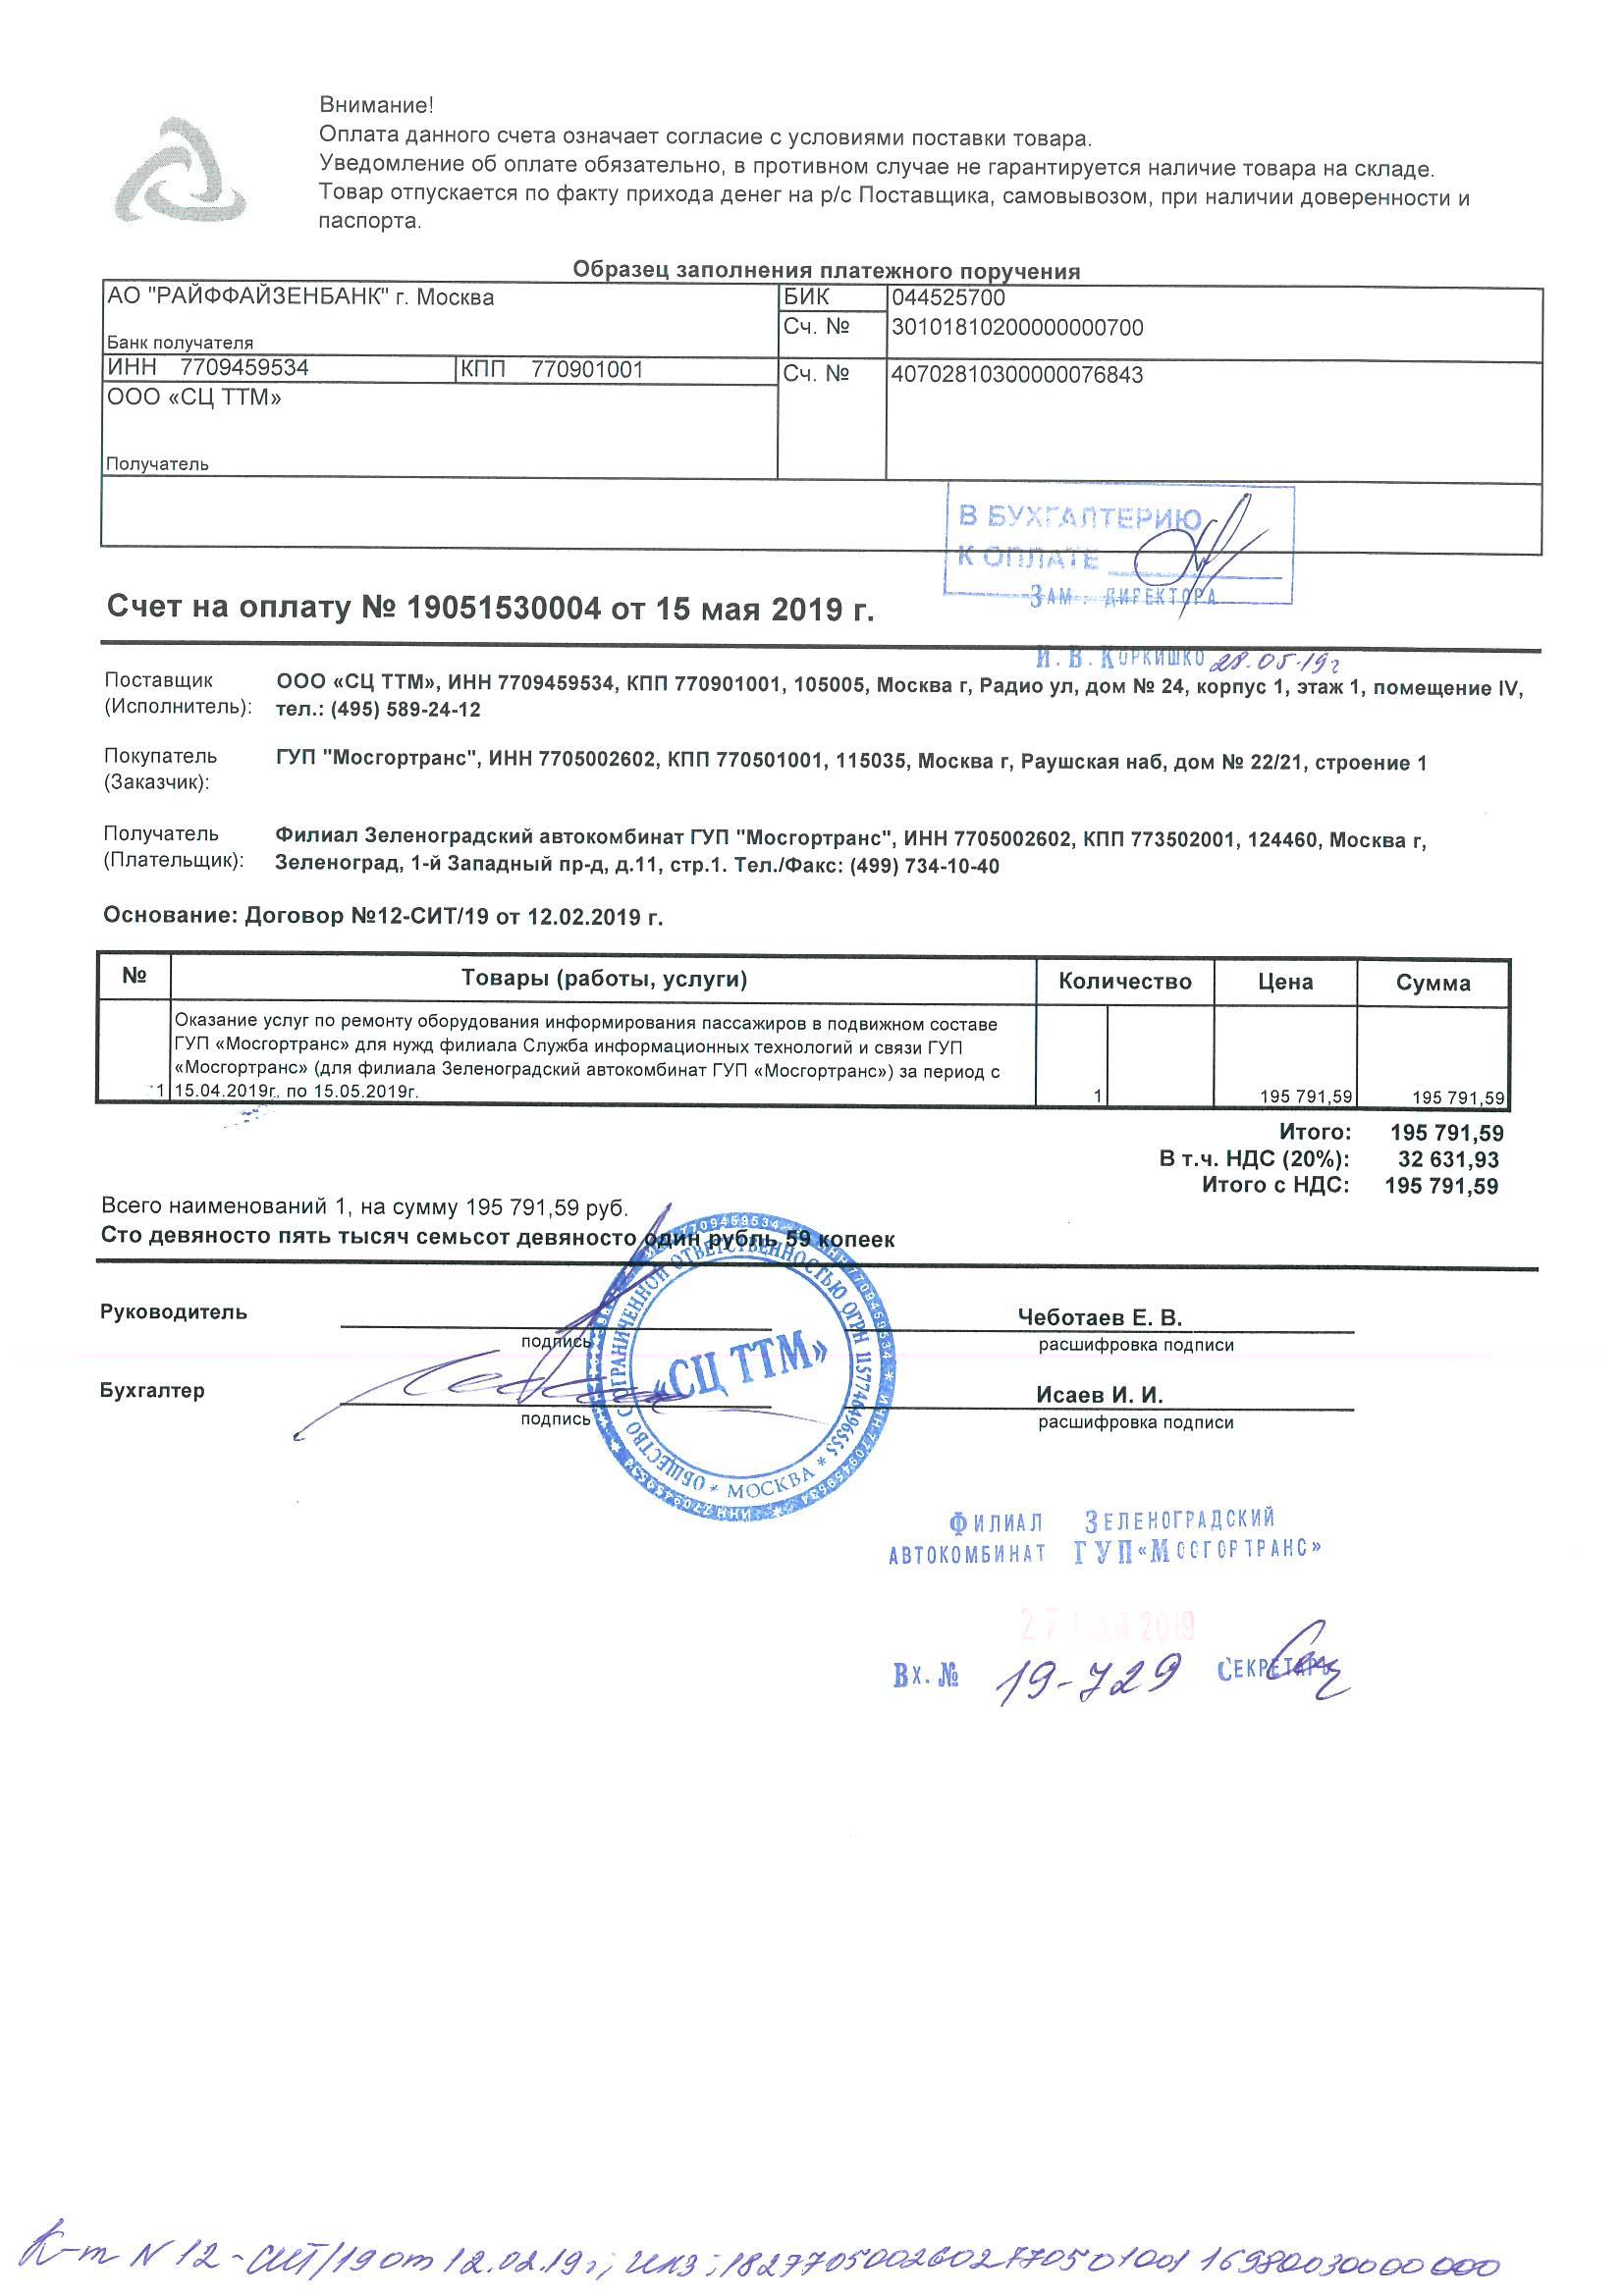 Внимание!
Оплата данного счета означает согласие с условиями поставки товара.
Уведомление об оплате обязательно, в противном случае не гарантируется наличие товара на складе.
Товар отпускается по факту прихода денег на р/с Поставщика, самовывозом, при наличии доверенности и
паспорта.
Образец заполнения платежного поручения
АО "РАЙФФАЙЗЕНБАНК" г. Москва БИК 044525700
Сч. № 30101810200000000700
Банк получателя
ИНН 7709459534 КПП 770901001 Сч. № 40702810300000076843
ООО «СЦ ТТМ»
Получатель
В БУХГАЛТЕРИЮ
К ОПЛАТЕ
ЗАМ. ДИРЕКТОРА
Счет на оплату № 19051530004 от 15 мая 2019 г.
И. В. КОРКИШКО 28.05.19г
Поставщик (Исполнитель): ООО «СЦ ТТМ», ИНН 7709459534, КПП 770901001, 105005, Москва г, Радио ул, дом № 24, корпус 1, этаж 1, помещение IV,
тел.: (495) 589-24-12
Покупатель (Заказчик): ГУП "Мосгортранс", ИНН 7705002602, КПП 770501001, 115035, Москва г, Раушская наб, дом № 22/21, строение 1
Получатель (Плательщик): Филиал Зеленоградский автокомбинат ГУП "Мосгортранс", ИНН 7705002602, КПП 773502001, 124460, Москва г,
Зеленоград, 1-й Западный пр-д, д.11, стр.1. Тел./Факс: (499) 734-10-40
Основание: Договор №12-СИТ/19 от 12.02.2019 г.
№ Товары (работы, услуги) Количество Цена Сумма
Оказание услуг по ремонту оборудования информирования пассажиров в подвижном составе
ГУП «Мосгортранс» для нужд филиала Служба информационных технологий и связи ГУП
«Мосгортранс» (для филиала Зеленоградский автокомбинат ГУП «Мосгортранс») за период с
1 15.04.2019г. по 15.05.2019г. 1 195 791,59 195 791,59
Итого: 195 791,59
В т.ч. НДС (20%): 32 631,93
Итого с НДС: 195 791,59
Всего наименований 1, на сумму 195 791,59 руб.
Сто девяносто пять тысяч семьсот девяносто один рубль 59 копеек
Руководитель Чеботаев Е. В.
подпись расшифровка подписи
Бухгалтер Исаев И. И.
подпись расшифровка подписи
ОБЩЕСТВО С ОГРАНИЧЕННОЙ ОТВЕТСТВЕННОСТЬЮ ОГРН 1157746496555 * МОСКВА *
ИНН 7709459534
«СЦ ТТМ»
ФИЛИАЛ ЗЕЛЕНОГРАДСКИЙ
АВТОКОМБИНАТ ГУП«МОСГОРТРАНС»
27 МАЙ 2019
ВХ. № 19-729 СЕКРЕТАРЬ
К-т N 12-СИТ/19 от 12.02.19г; ИКЗ: